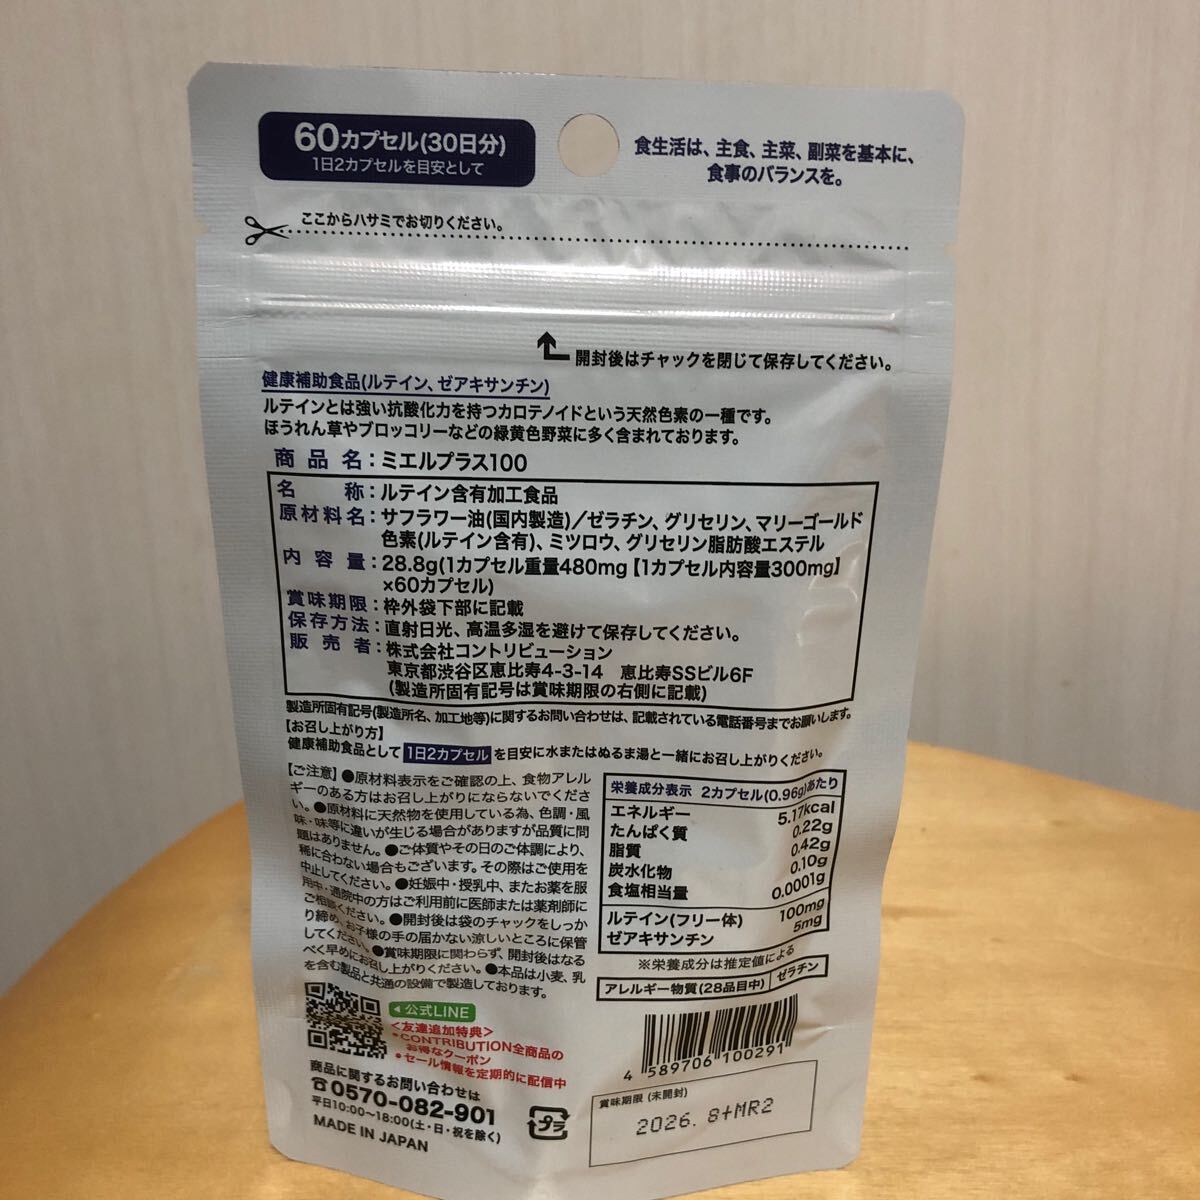 60カプセル(30日分)
1日2カプセルを目安として
食生活は、主食、主菜、副菜を基本に、
食事のバランスを。
ここからハサミでお切りください。
開封後はチャックを閉じて保存してください。
健康補助食品(ルテイン、ゼアキサンチン)
ルテインとは強い抗酸化力を持つカロテノイドという天然色素の一種です。
ほうれん草やブロッコリーなどの緑黄色野菜に多く含まれております。
商品名：ミエルプラス100
名称：ルテイン含有加工食品
原材料名：サフラワー油(国内製造)／ゼラチン、グリセリン、マリーゴールド
色素(ルテイン含有)、ミツロウ、グリセリン脂肪酸エステル
内容量：28.8g(1カプセル重量480mg【1カプセル内容量300mg】
×60カプセル)
賞味期限：枠外袋下部に記載
保存方法：直射日光、高温多湿を避けて保存してください。
販売者：株式会社コントリビューション
東京都渋谷区恵比寿4-3-14 恵比寿SSビル6F
(製造所固有記号は賞味期限の右側に記載)
製造所固有記号(製造所名、加工地等)に関するお問い合わせは、記載されている電話番号までお願いします。
【お召し上がり方】
健康補助食品として 1日2カプセル を目安に水またはぬるま湯と一緒にお召し上がりください。
【ご注意】●原材料表示をご確認の上、食物アレル
ギーのある方はお召し上がりにならないでくださ
い。●原材料に天然物を使用している為、色調・風
味・味等に違いが生じる場合がありますが品質に問
題はありません。●ご体質やその日のご体調により、
稀に合わない場合もございます。その際はご使用を
中止してください。●妊娠中・授乳中、またお薬を服
用中・通院中の方はご利用前に医師または薬剤師に
ご相談ください。●開封後は袋のチャックをしっか
り締め、お子様の手の届かない涼しいところに保管
してください。●賞味期限に関わらず、開封後はなる
べく早めにお召し上がりください。●本品は小麦、乳
を含む製品と共通の設備で製造しております。
栄養成分表示 2カプセル(0.96g)あたり
エネルギー 5.17kcal
たんぱく質 0.22g
脂質 0.42g
炭水化物 0.10g
食塩相当量 0.0001g
ルテイン(フリー体) 100mg
ゼアキサンチン 5mg
※栄養成分は推定値による
アレルギー物質(28品目中) ゼラチン
公式LINE
<友達追加特典>
•CONTRIBUTION全商品の
お得なクーポン
•セール情報を定期的に配信中
商品に関するお問い合わせは
☎0570-082-901
平日10:00～18:00(土・日・祝を除く)
MADE IN JAPAN
プラ
4 589706 100291
賞味期限 (未開封)
2026. 8+MR2